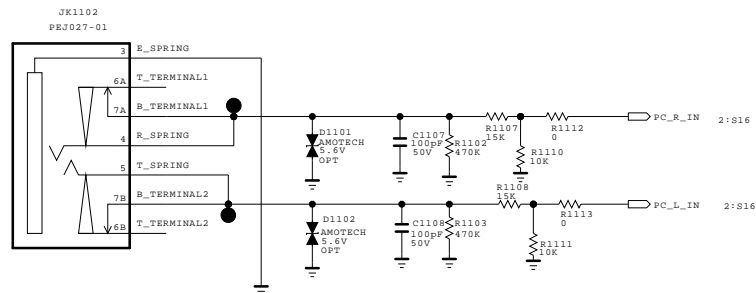 JK1102
PEJ027-01
3 E_SPRING
6A T_TERMINAL1
7A B_TERMINAL1
4 R_SPRING
5 T_SPRING
7B B_TERMINAL2
6B T_TERMINAL2
D1101
AMOTECH
5.6V
OPT
C1107
100pF
50V
R1102
470K
R1107
15K
R1110
10K
R1112
0
PC_R_IN 2:S16
D1102
AMOTECH
5.6V
OPT
C1108
100pF
50V
R1103
470K
R1108
15K
R1111
10K
R1113
0
PC_L_IN 2:S16